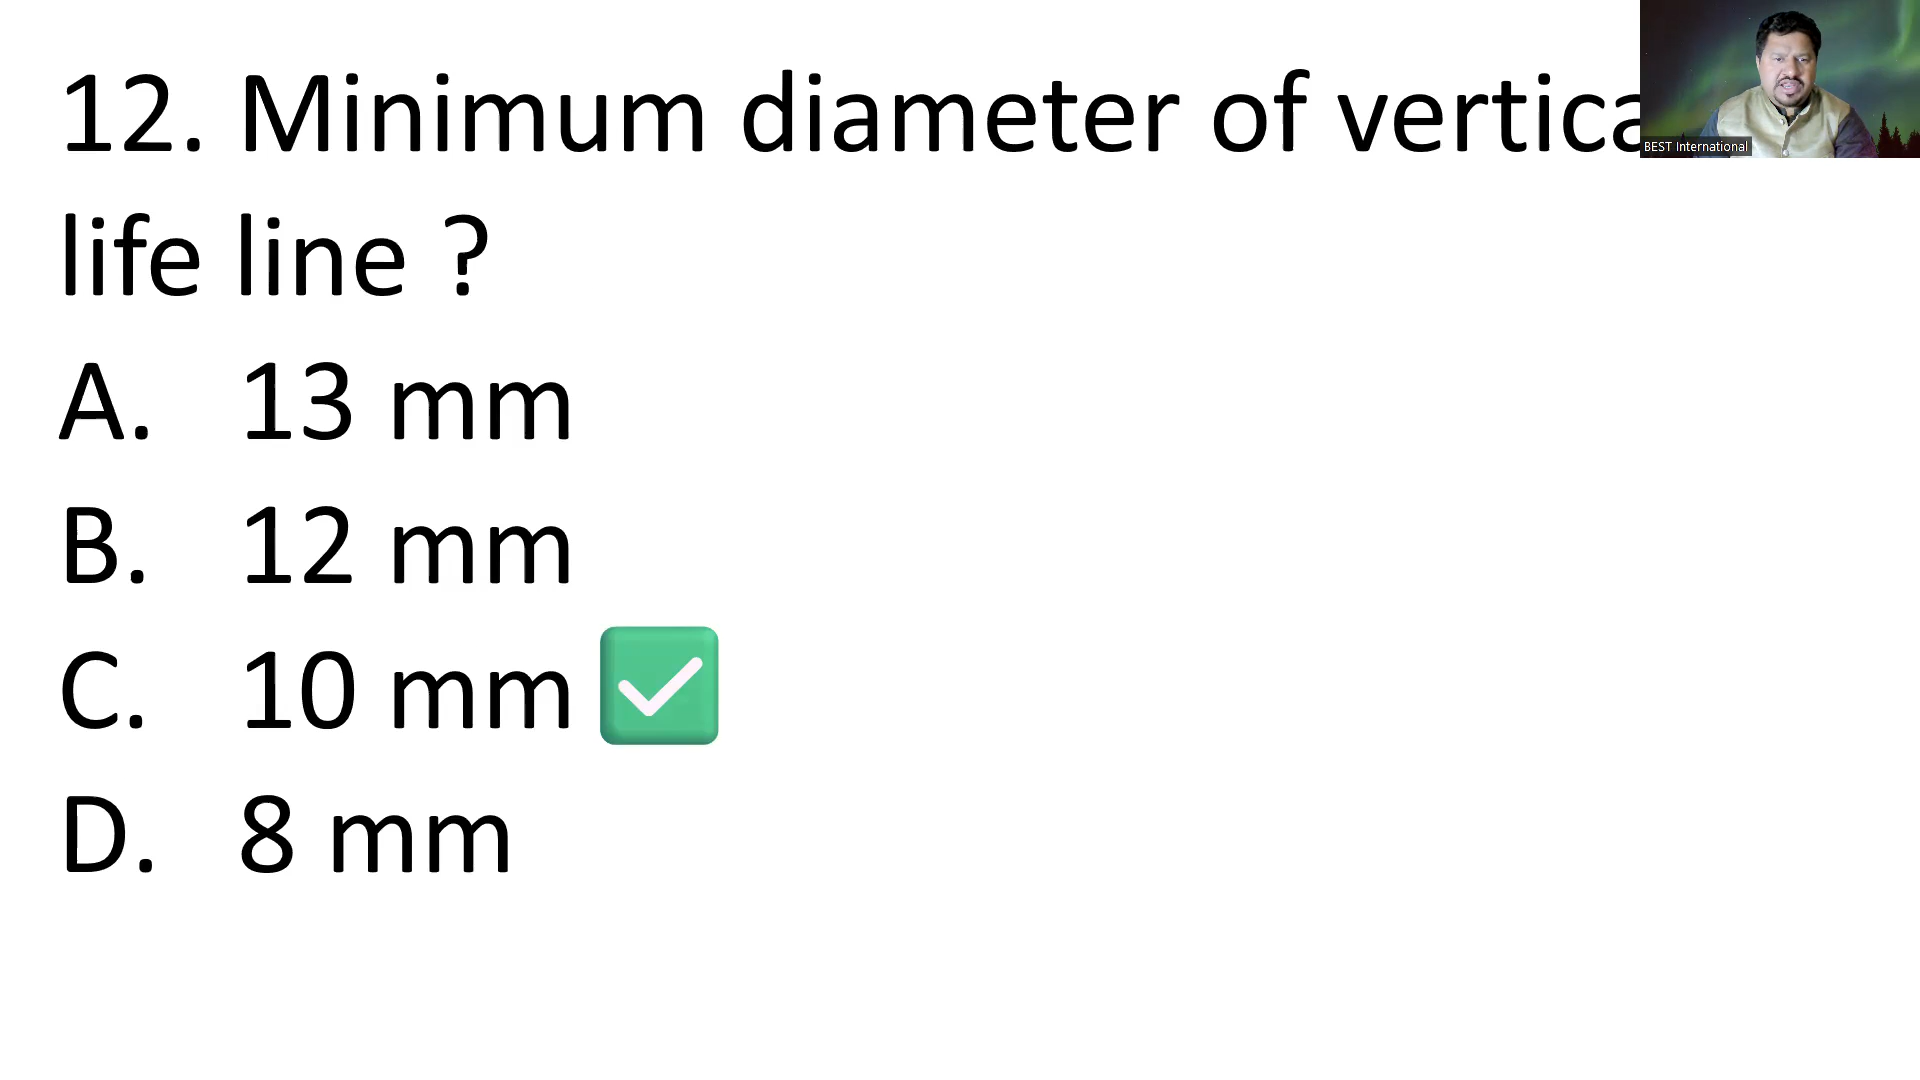 12. Minimum diameter of vertica
BEST International
life line ?
A. 13 mm
B. 12 mm
C. 10 mm
D. 8 mm